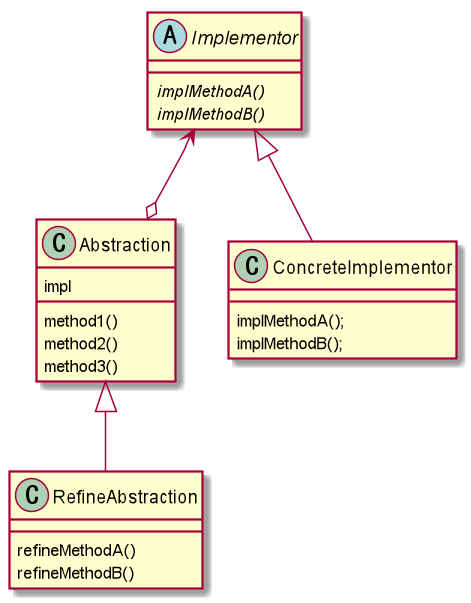 A Implementor
implMethodA()
implMethodB()
C Abstraction
impl
method1()
method2()
method3()
C ConcreteImplementor
implMethodA();
implMethodB();
C RefineAbstraction
refineMethodA()
refineMethodB()